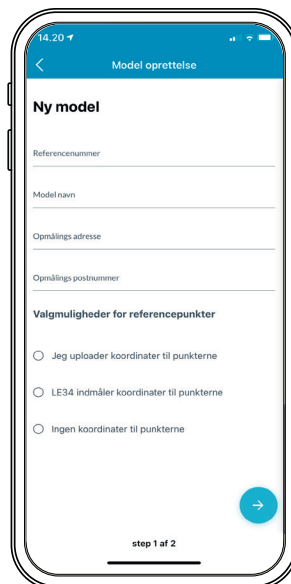 14.20
Model oprettelse
Ny model
Referencenummer
Model navn
Opmålings adresse
Opmålings postnummer
Valgmuligheder for referencepunkter
Jeg uploader koordinater til punkterne
LE34 indmåler koordinater til punkterne
Ingen koordinater til punkterne
step 1 af 2